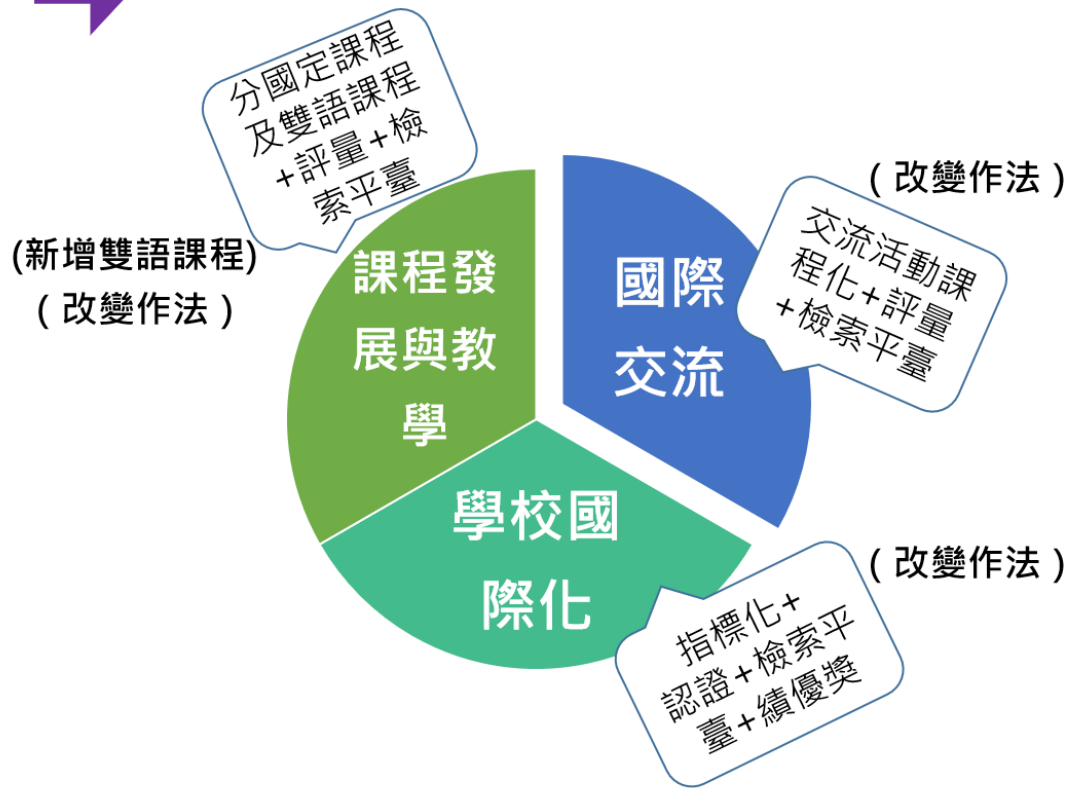 分國定課程
及雙語課程
+評量+檢
索平臺
(新增雙語課程)
（改變作法）
課程發
展與教
學
國際
交流
（改變作法）
交流活動課
程化+評量
+檢索平臺
學校國
際化
（改變作法）
指標化+
認證+檢索平
臺+績優獎